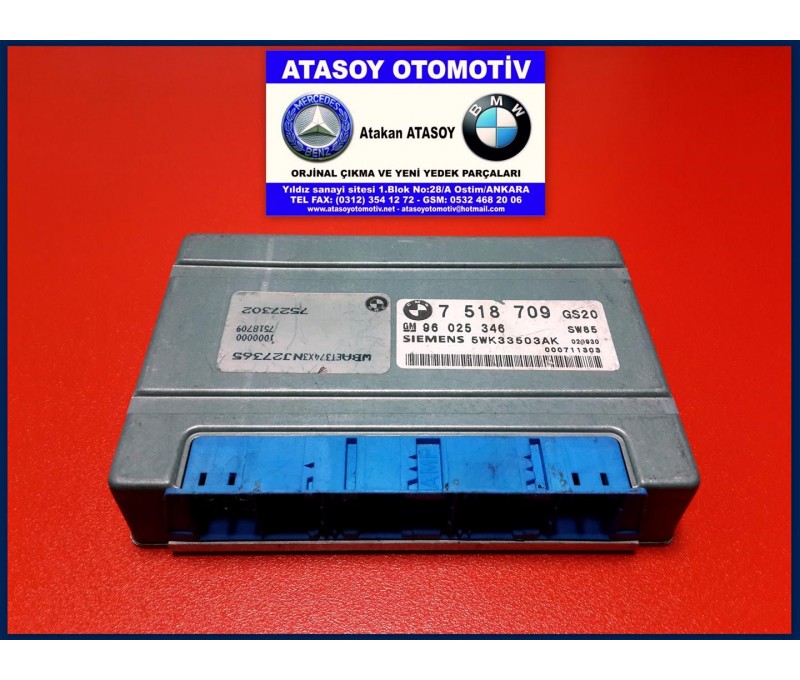 ATASOY OTOMOTİV
MERCEDES
BENZ
Atakan ATASOY
BMW
ORJİNAL ÇIKMA VE YENİ YEDEK PARÇALARI
Yıldız sanayi sitesi 1.Blok No:28/A Ostim/ANKARA
TEL FAX: (0312) 354 12 72 - GSM: 0532 468 20 06
www.atasoyotomotiv.net - atasoyotomotiv@hotmail.com
7 518 709 GS20
GM 96 025 346 SW85
SIEMENS 5WK33503AK 020830
000711303
WBAET374X3NJ27365
1000000
7518709
7527302
AMP